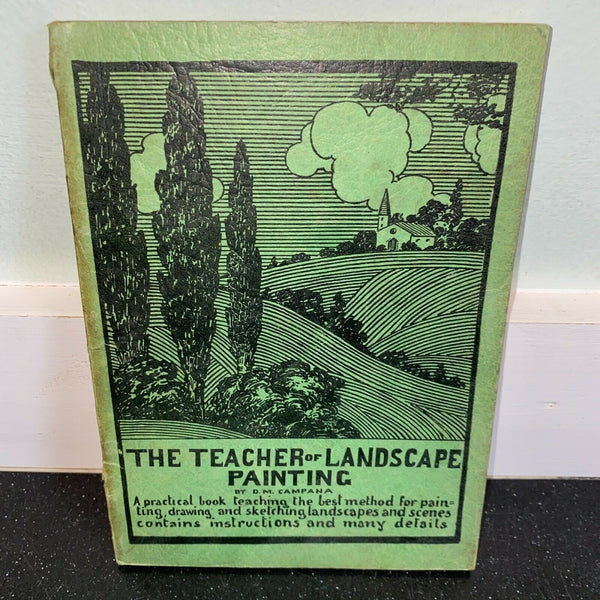 THE TEACHER OF LANDSCAPE
PAINTING
BY D.M. CAMPANA
A practical book teaching the best method for pain=
ting, drawing, and sketching landscapes and scenes
contains instructions and many details